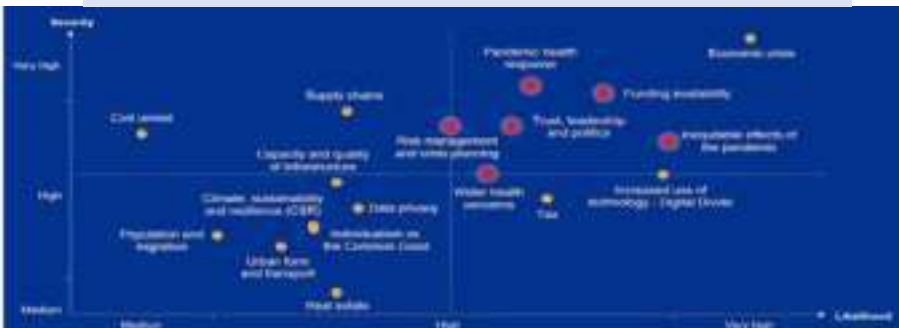 Severity
Very high
High
Medium
Economic crisis
Pandemic health
response
Funding availability
Supply chains
Civil unrest
Trust, leadership
and politics
Risk management
and crisis planning
Inequitable effects of
the pandemic
Capacity and quality
of infrastructure
Wider health
Increased use of
technology - Digital Divide
Tax
Climate, sustainability
and resilience (CSR)
Data privacy
Individualism vs
the Common Good
Population and
migration
Urban form
and transport
Real estate
Medium
High
Very high
Likelihood